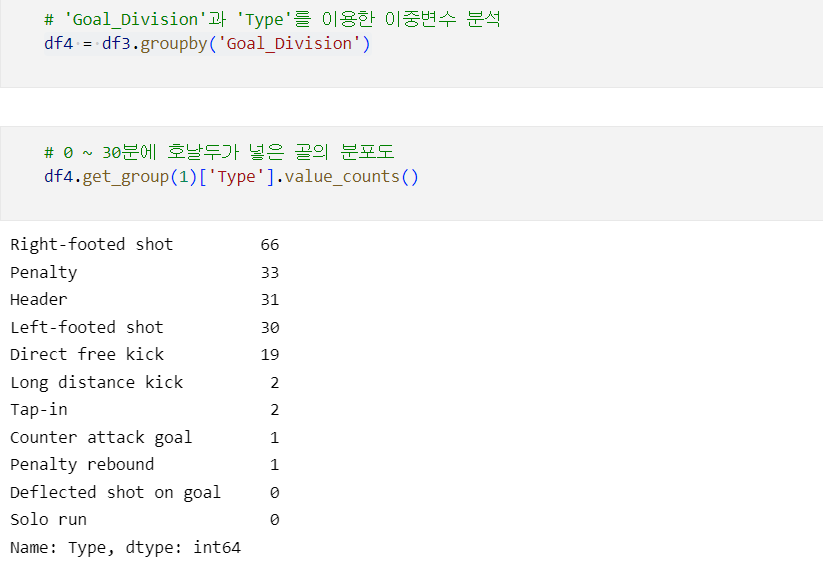 # 'Goal_Division'과 'Type'를 이용한 이중변수 분석
df4 = df3.groupby('Goal_Division')
# 0 ~ 30분에 호날두가 넣은 골의 분포도
df4.get_group(1)['Type'].value_counts()
Right-footed shot 66
Penalty 33
Header 31
Left-footed shot 30
Direct free kick 19
Long distance kick 2
Tap-in 2
Counter attack goal 1
Penalty rebound 1
Deflected shot on goal 0
Solo run 0
Name: Type, dtype: int64